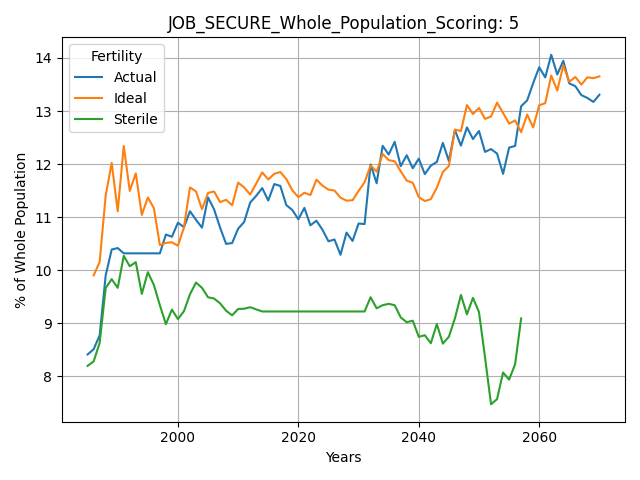 JOB_SECURE_Whole_Population_Scoring: 5
Fertility
Actual
Ideal
Sterile
% of Whole Population
14
13
12
11
10
9
8
2000 2020 2040 2060
Years